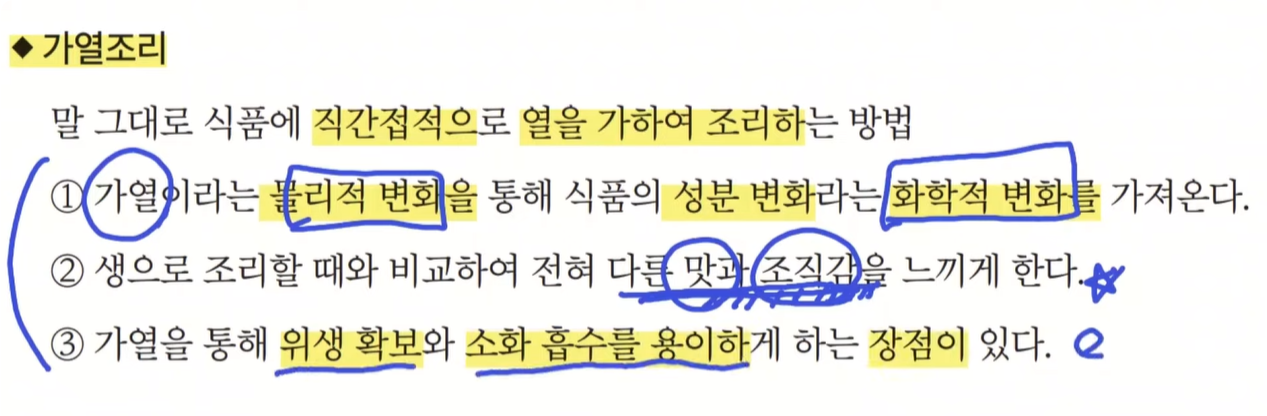 ◆ 가열조리
말 그대로 식품에 직간접적으로 열을 가하여 조리하는 방법
① 가열이라는 물리적 변화을 통해 식품의 성분 변화라는 화학적 변화를 가져온다.
② 생으로 조리할 때와 비교하여 전혀 다른 맛과 조직감을 느끼게 한다.
③ 가열을 통해 위생 확보와 소화 흡수를 용이하게 하는 장점이 있다.